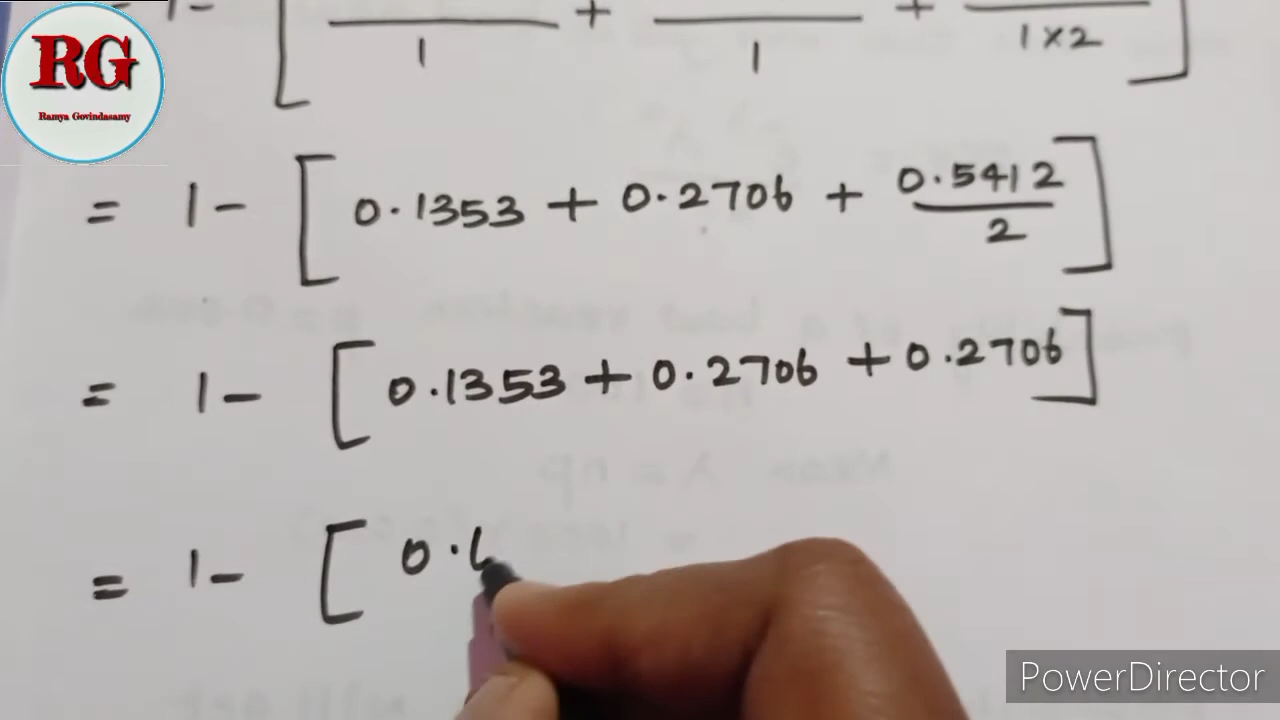 = 1 - [ 1 + 1 + 1 x 2 ]
RG
Ramya Govindasamy
= 1 - [ 0.1353 + 0.2706 + 0.5412 / 2 ]
= 1 - [ 0.1353 + 0.2706 + 0.2706 ]
= 1 - [ 0.6
PowerDirector